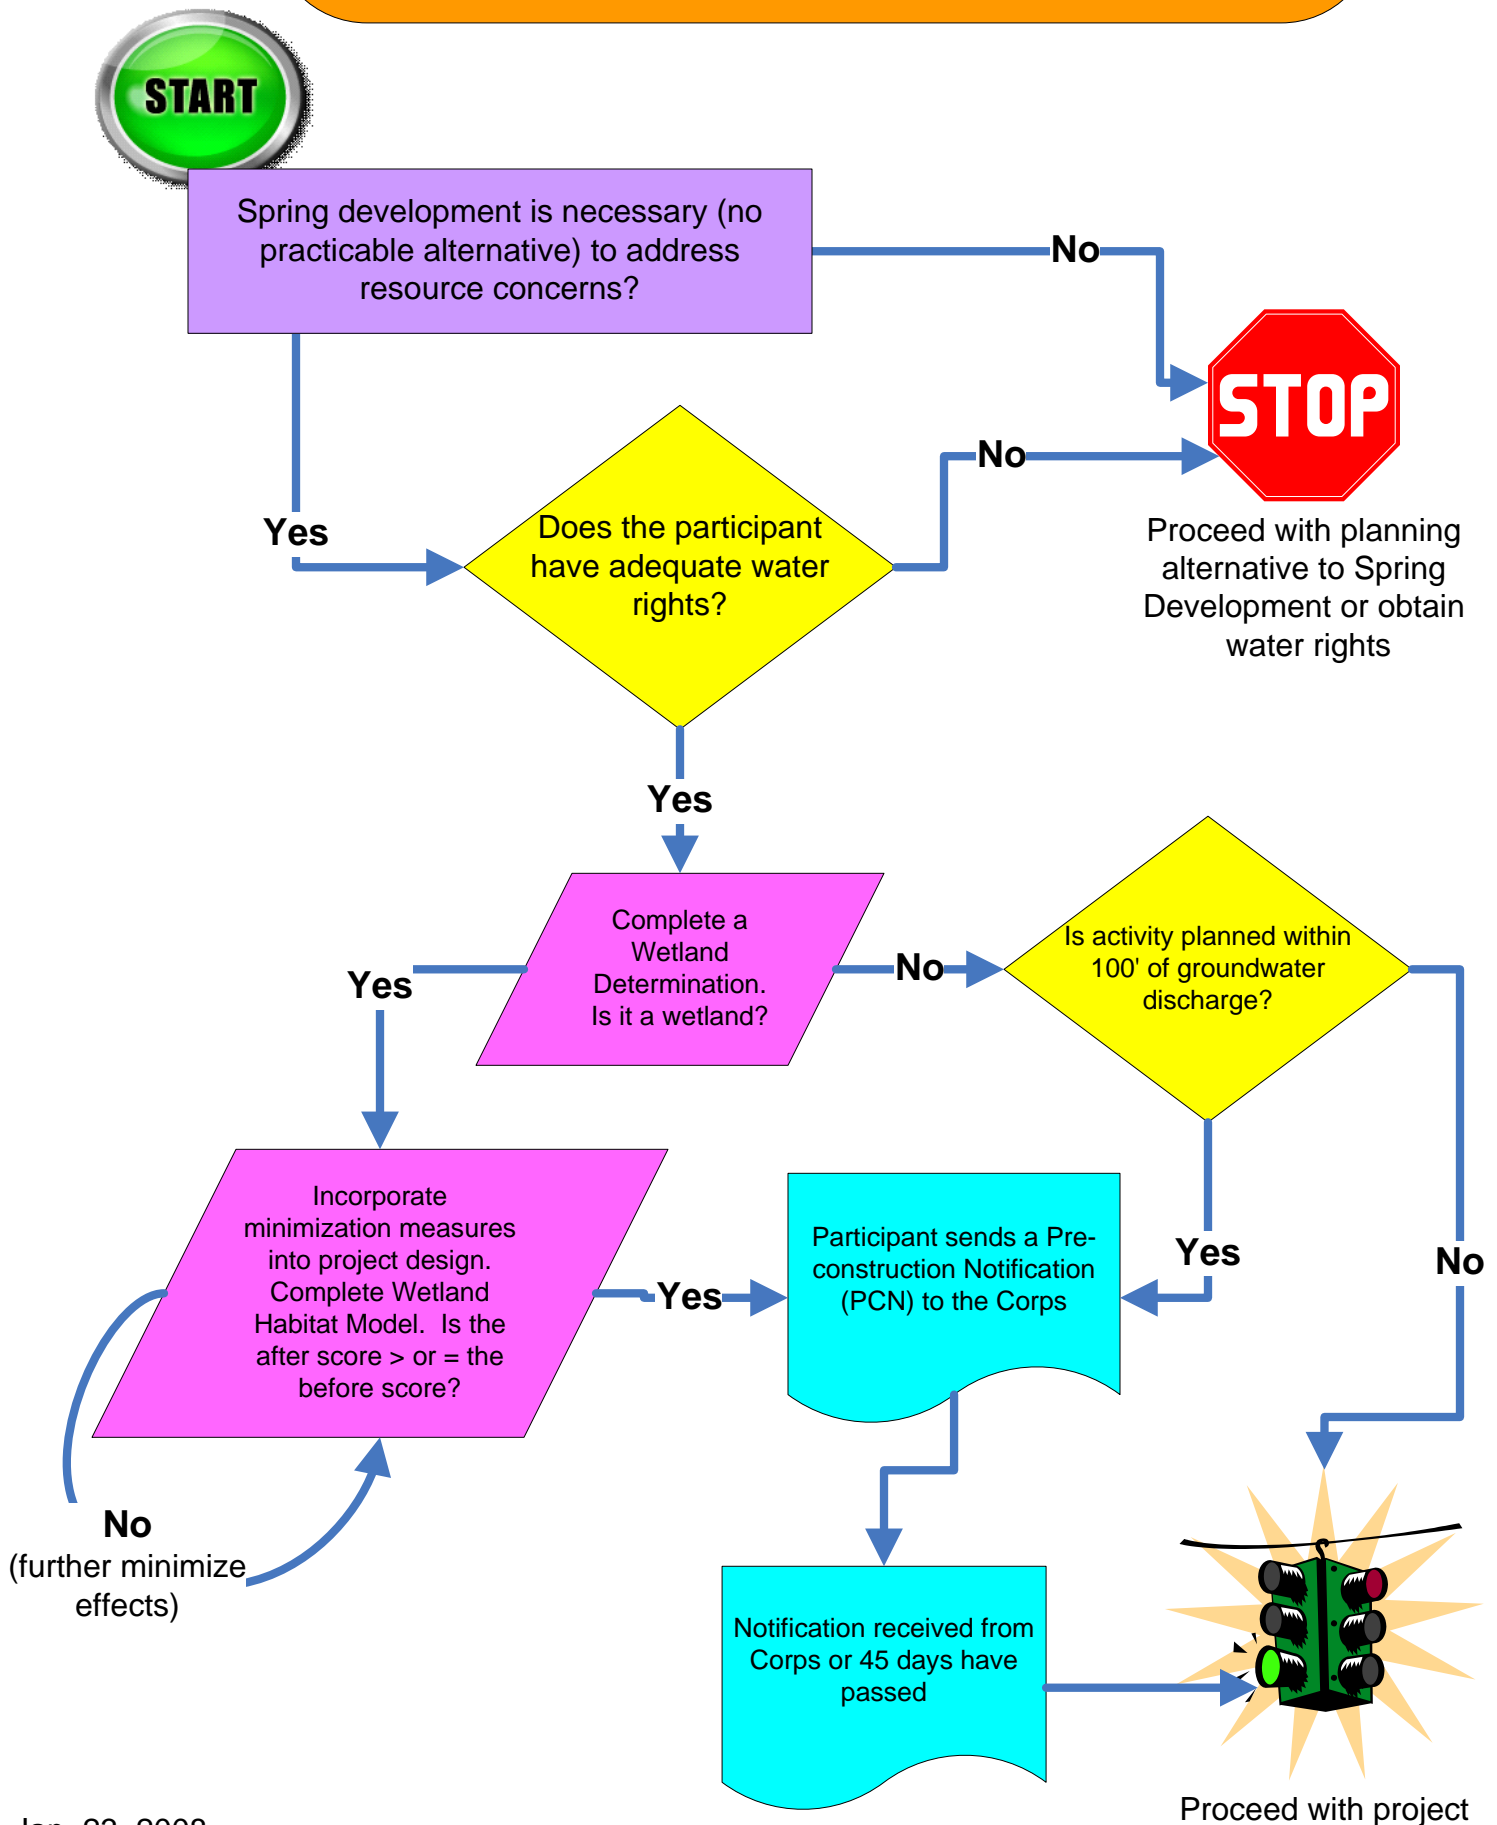 START
Spring development is necessary (no
practicable alternative) to address
resource concerns?
No
STOP
Proceed with planning
alternative to Spring
Development or obtain
water rights
Yes
Does the participant
have adequate water
rights?
No
Yes
Complete a
Wetland
Determination.
Is it a wetland?
No
Is activity planned within
100' of groundwater
discharge?
Yes
Incorporate
minimization measures
into project design.
Complete Wetland
Habitat Model.  Is the
after score > or = the
before score?
Yes
Participant sends a Pre-
construction Notification
(PCN) to the Corps
Yes
No
No
(further minimize
effects)
Notification received from
Corps or 45 days have
passed
Proceed with project